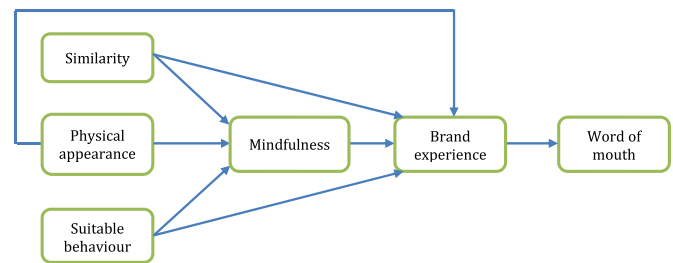 Similarity
Physical
appearance
Suitable
behaviour
Mindfulness
Brand
experience
Word of
mouth